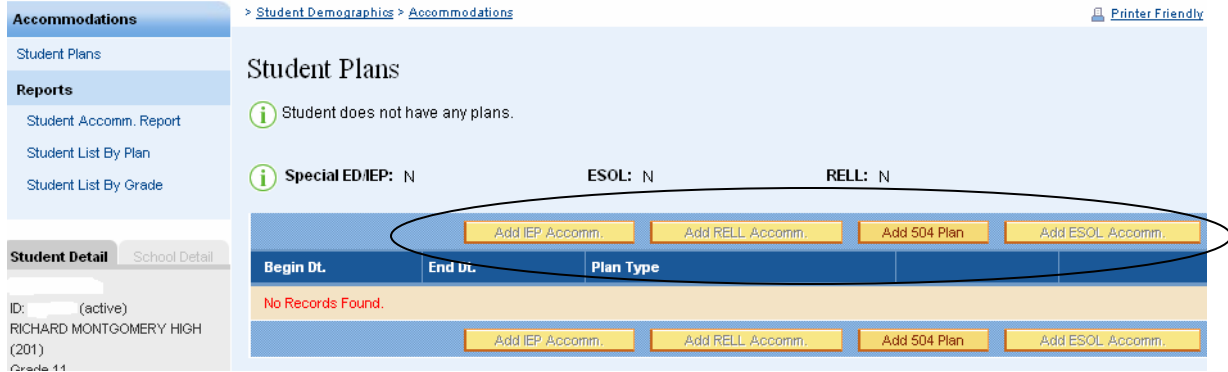 Accommodations
Student Plans
Reports
Student Accomm. Report
Student List By Plan
Student List By Grade
Student Detail School Detail
ID: (active)
RICHARD MONTGOMERY HIGH
(201)
Grade 11
> Student Demographics > Accommodations
Printer Friendly
Student Plans
Student does not have any plans.
Special ED/IEP: N ESOL: N RELL: N
Add IEP Accomm. Add RELL Accomm. Add 504 Plan Add ESOL Accomm.
Begin Dt. End Dt. Plan Type
No Records Found.
Add IEP Accomm. Add RELL Accomm. Add 504 Plan Add ESOL Accomm.